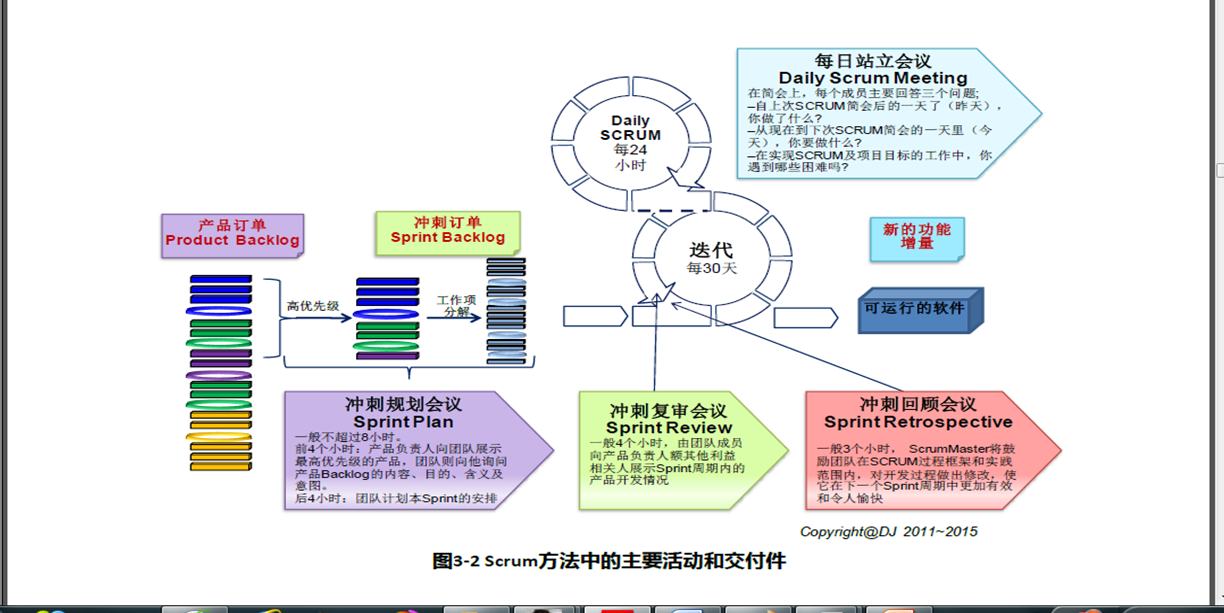 每日站立会议
Daily Scrum Meeting
在简会上，每个成员主要回答三个问题;
–自上次SCRUM简会后的一天了（昨天），
你做了什么?
–从现在到下次SCRUM简会的一天里（今
天），你要做什么?
–在实现SCRUM及项目目标的工作中，你
遇到哪些困难吗?
Daily
SCRUM
每24
小时
产品订单
Product Backlog
冲刺订单
Sprint Backlog
迭代
每30天
新的功能
增量
高优先级
工作项
分解
可运行的软件
冲刺规划会议
Sprint Plan
一般不超过8小时。
前4个小时：产品负责人向团队展示
最高优先级的产品，团队则向他询问
产品Backlog的内容、目的、含义及
意图。
后4小时：团队计划本Sprint的安排
冲刺复审会议
Sprint Review
一般4个小时，由团队成员
向产品负责人额其他利益
相关人展示Sprint周期内的
产品开发情况
冲刺回顾会议
Sprint Retrospective
一般3个小时， ScrumMaster将鼓
励团队在SCRUM过程框架和实践
范围内，对开发过程做出修改，使
它在下一个Sprint周期中更加有效
和令人愉快
Copyright@DJ 2011~2015
图3-2 Scrum方法中的主要活动和交付件